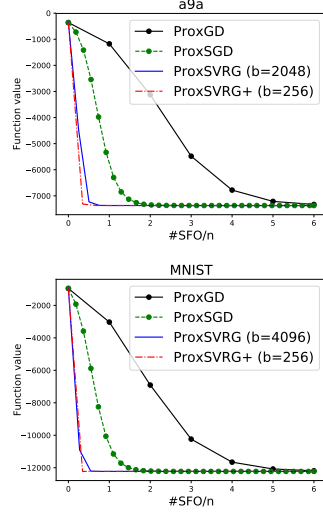 a9a
0
−1000
−2000
−3000
−4000
−5000
−6000
−7000
Function value
ProxGD
ProxSGD
ProxSVRG (b=2048)
ProxSVRG+ (b=256)
0 1 2 3 4 5 6
#SFO/n
MNIST
−2000
−4000
−6000
−8000
−10000
−12000
Function value
ProxGD
ProxSGD
ProxSVRG (b=4096)
ProxSVRG+ (b=256)
0 1 2 3 4 5 6
#SFO/n